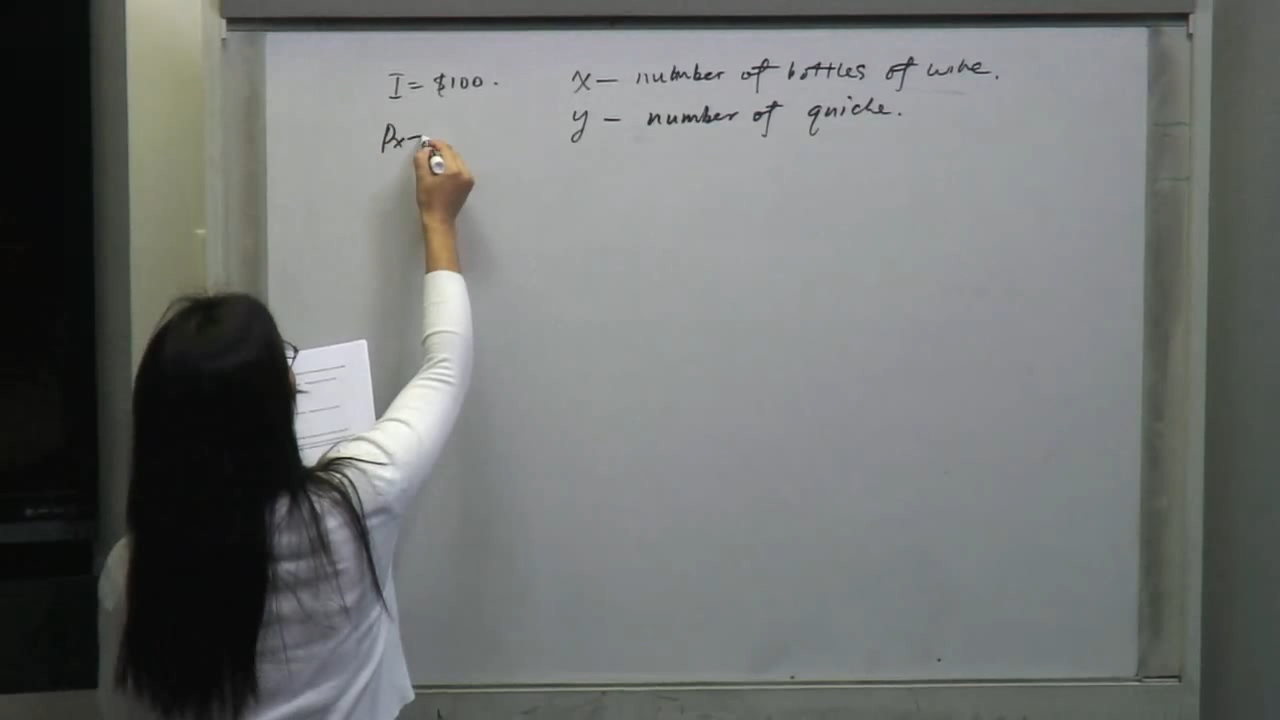 I = $100.
x — number of bottles of wine.
y — number of quiche.
Px =